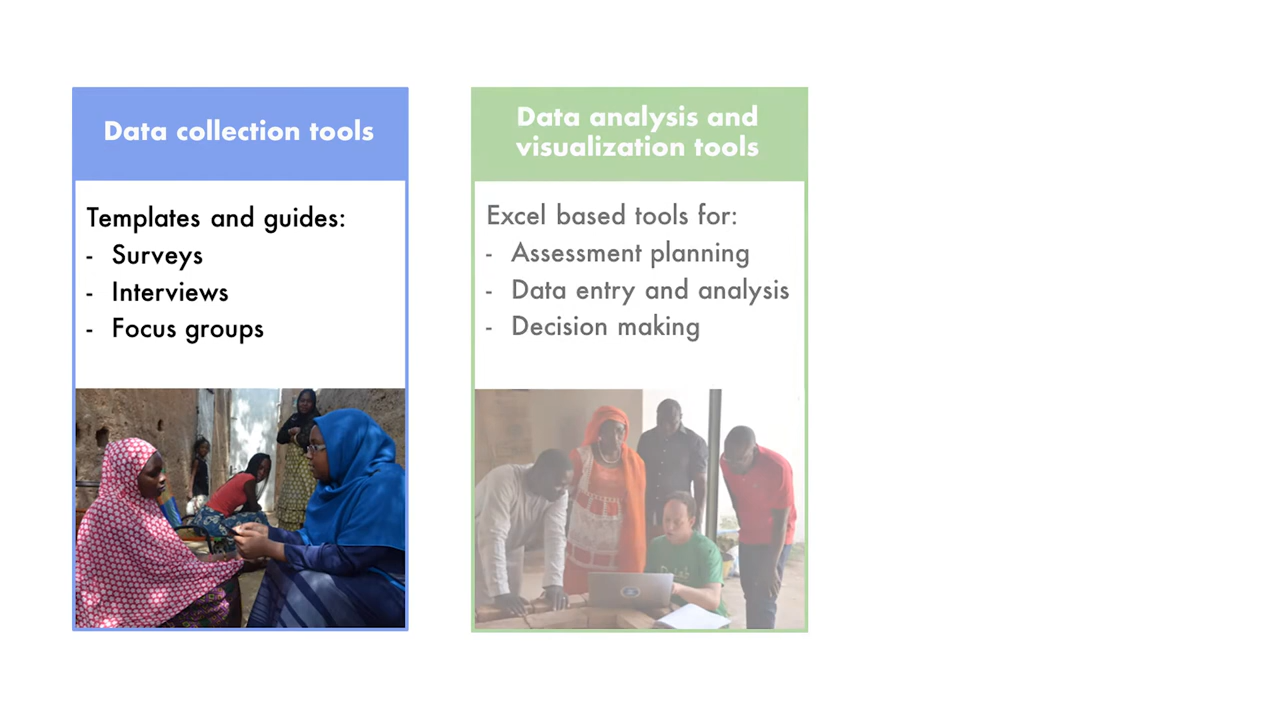 Data collection tools
Templates and guides:
- Surveys
- Interviews
- Focus groups
Data analysis and
visualization tools
Excel based tools for:
- Assessment planning
- Data entry and analysis
- Decision making